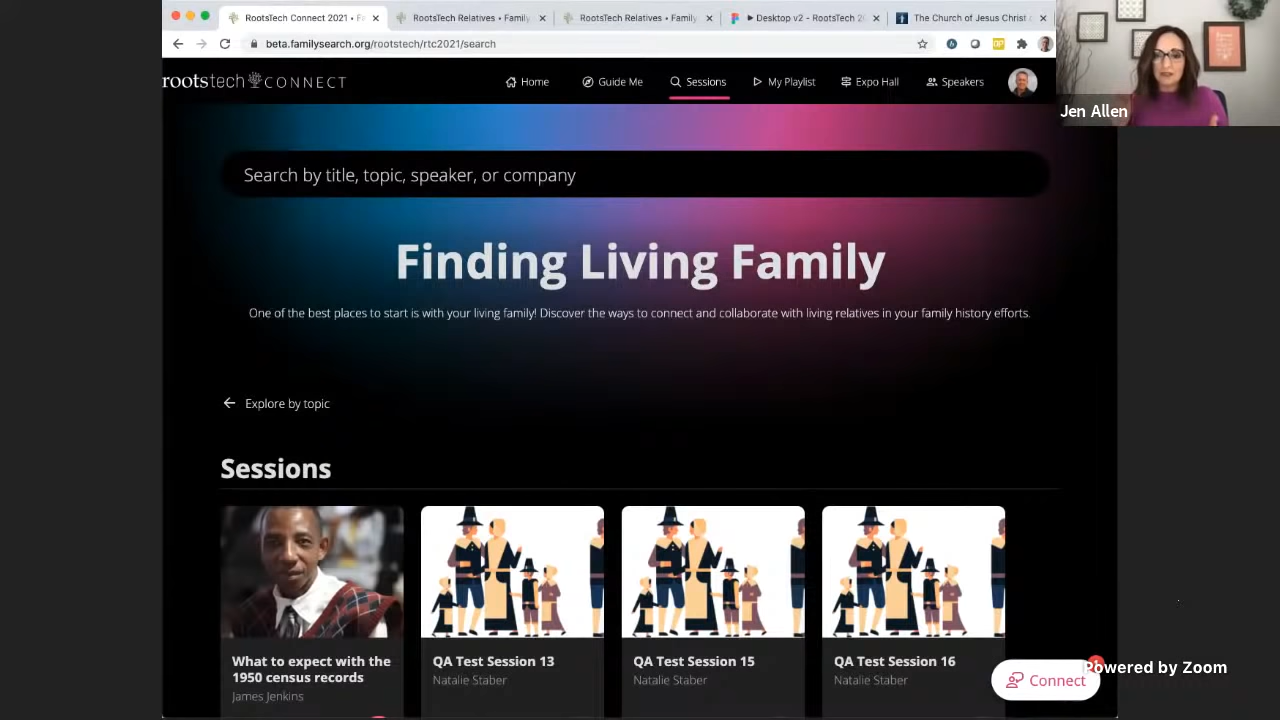 RootsTech Connect 2021 • Fa
RootsTech Relatives • Family
RootsTech Relatives • Family
Desktop v2 - RootsTech 20
The Church of Jesus Christ o
beta.familysearch.org/rootstech/rtc2021/search
Jen Allen
rootstech CONNECT
Home
Guide Me
Sessions
My Playlist
Expo Hall
Speakers
Search by title, topic, speaker, or company
Finding Living Family
One of the best places to start is with your living family! Discover the ways to connect and collaborate with living relatives in your family history efforts.
Explore by topic
Sessions
What to expect with the
1950 census records
James Jenkins
QA Test Session 13
Natalie Staber
QA Test Session 15
Natalie Staber
QA Test Session 16
Natalie Staber
Connect
Powered by Zoom